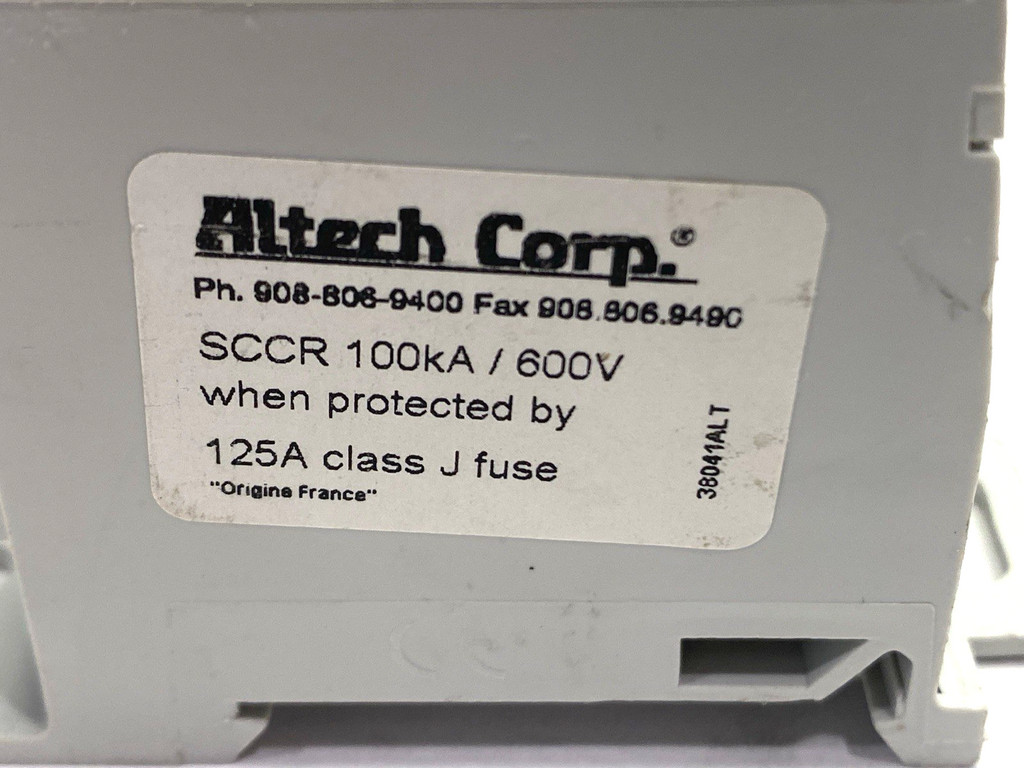 Altech Corp.®
Ph. 908-806-9400 Fax 908.806.9490
SCCR 100kA / 600V
when protected by
125A class J fuse
"Origine France"
38041ALT
CE